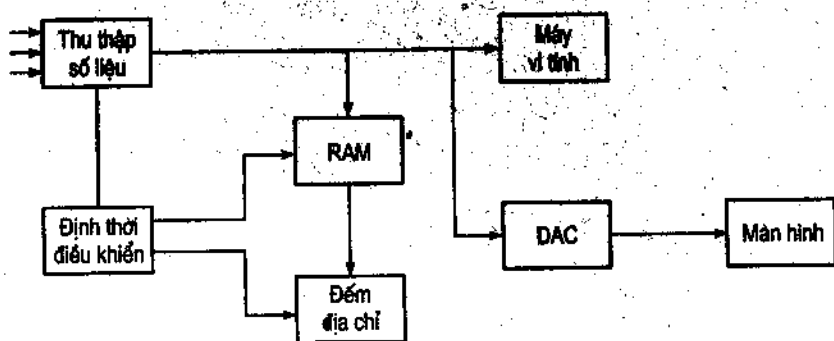 Thu thập
số liệu
Máy
vi tính
RAM
Định thời
điều khiển
DAC
Màn hình
Đếm
địa chỉ